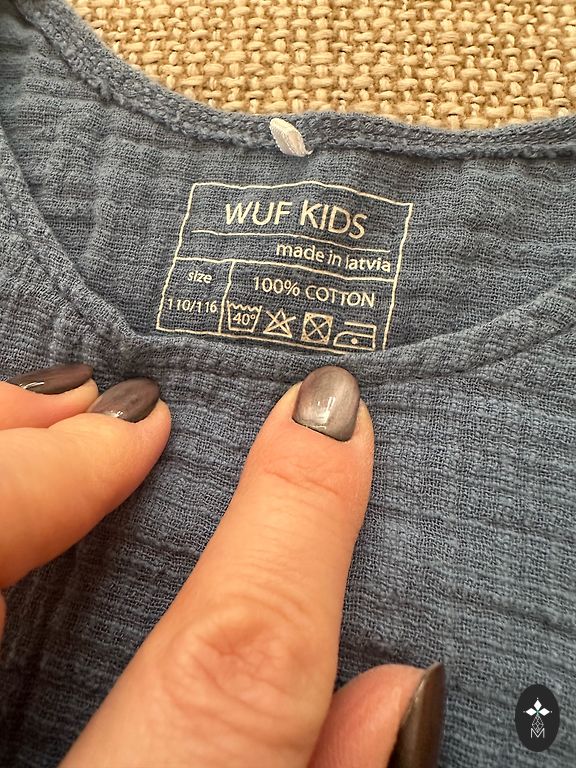 WUF KIDS
made in latvia
size
110/116
100% COTTON
40°